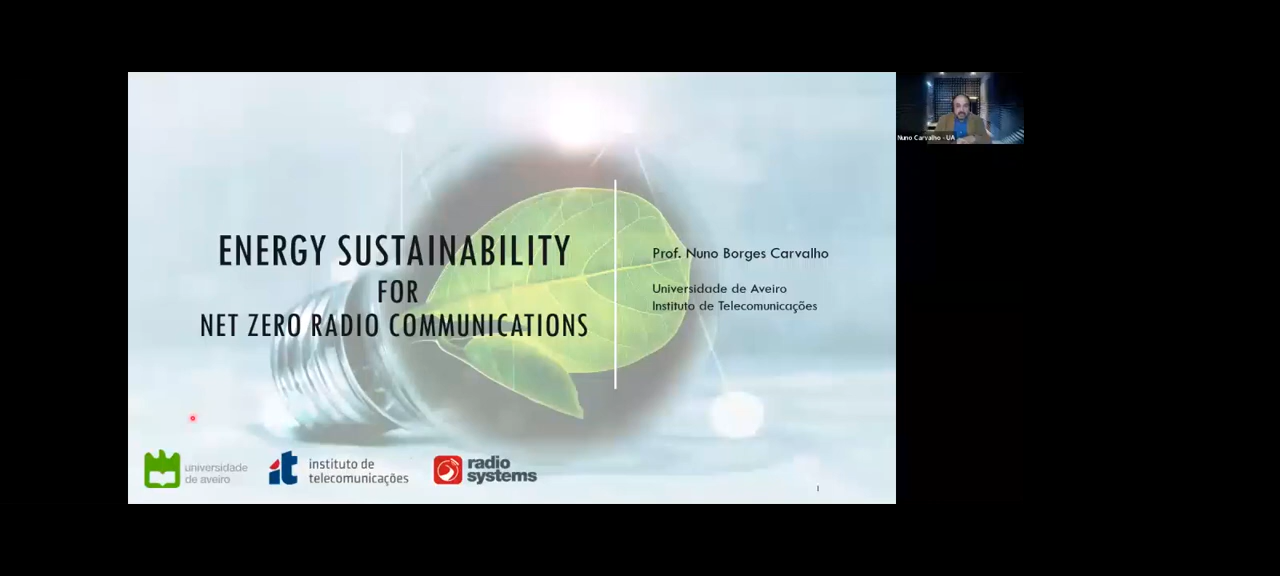 ENERGY SUSTAINABILITY
FOR
NET ZERO RADIO COMMUNICATIONS
Prof. Nuno Borges Carvalho
Universidade de Aveiro
Instituto de Telecomunicações
universidade
de aveiro
it
instituto de
telecomunicações
radio
systems
1
Nuno Carvalho - UA